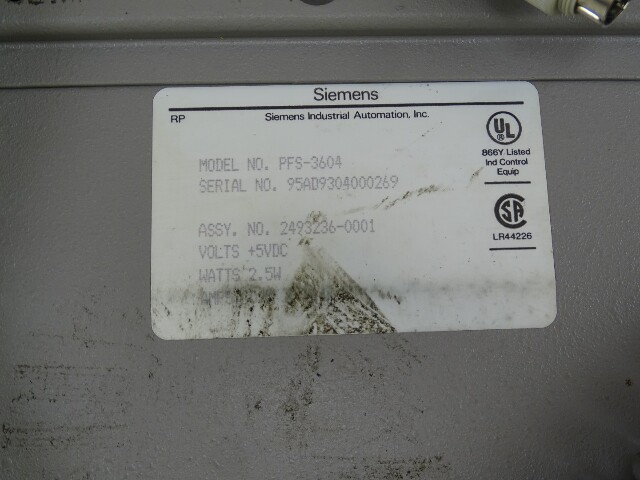 Siemens
RP Siemens Industrial Automation, Inc.
UL
866Y Listed
Ind Control
Equip
MODEL NO. PFS-3604
SERIAL NO. 95AD9304000269
SA
LR44226
ASSY. NO. 2493236-0001
VOLTS +5VDC
WATTS 2.5W